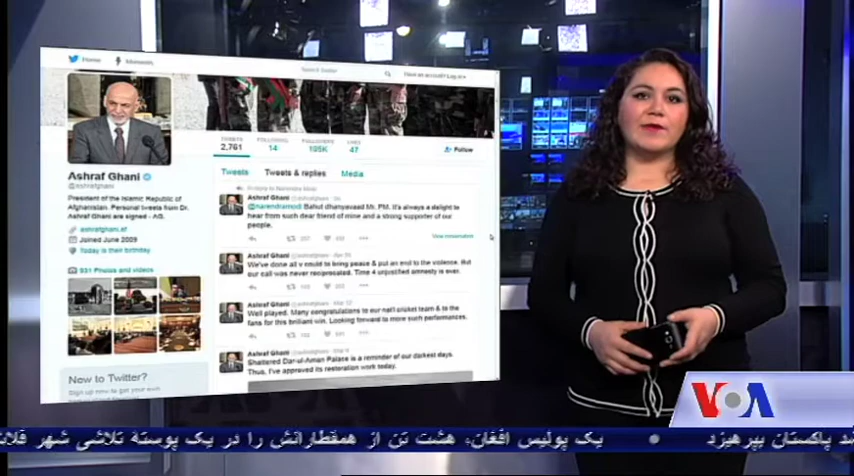 Home Moments
Have an account? Log in
TWEETS FOLLOWING FOLLOWERS LIKES
2,761 14 105K 47
Follow
Ashraf Ghani
@ashrafghani
President of the Islamic Republic of
Afghanistan. Personal tweets from Dr.
Ashraf Ghani are signed - AG.
ashrafghani.af
Joined June 2009
Today is their birthday
931 Photos and videos
New to Twitter?
Tweets Tweets & replies Media
Ashraf Ghani @ashrafghani
@narendramodi Bahut dhanyavaad Mr. PM. It's always a delight to
hear from such dear friend of mine and a strong supporter of our
people.
View conversation
Ashraf Ghani @ashrafghani
We've done all v could to bring peace & put an end to the violence. But
our call was never reciprocated. Time 4 unjustified amnesty is over.
Ashraf Ghani @ashrafghani
Well played. Many congratulations to our nat'l cricket team & to the
fans for this brilliant win. Looking forward to more such performances.
Ashraf Ghani @ashrafghani
Shattered Dar-ul-Aman Palace is a reminder of our darkest days.
Thus, I've approved its restoration work today.
VOA
شد پاکستان بپرهیزد • یک پولیس افغان، هشت تن از همقطارانش را در یک پوستهٔ تلاشی شهر قلات